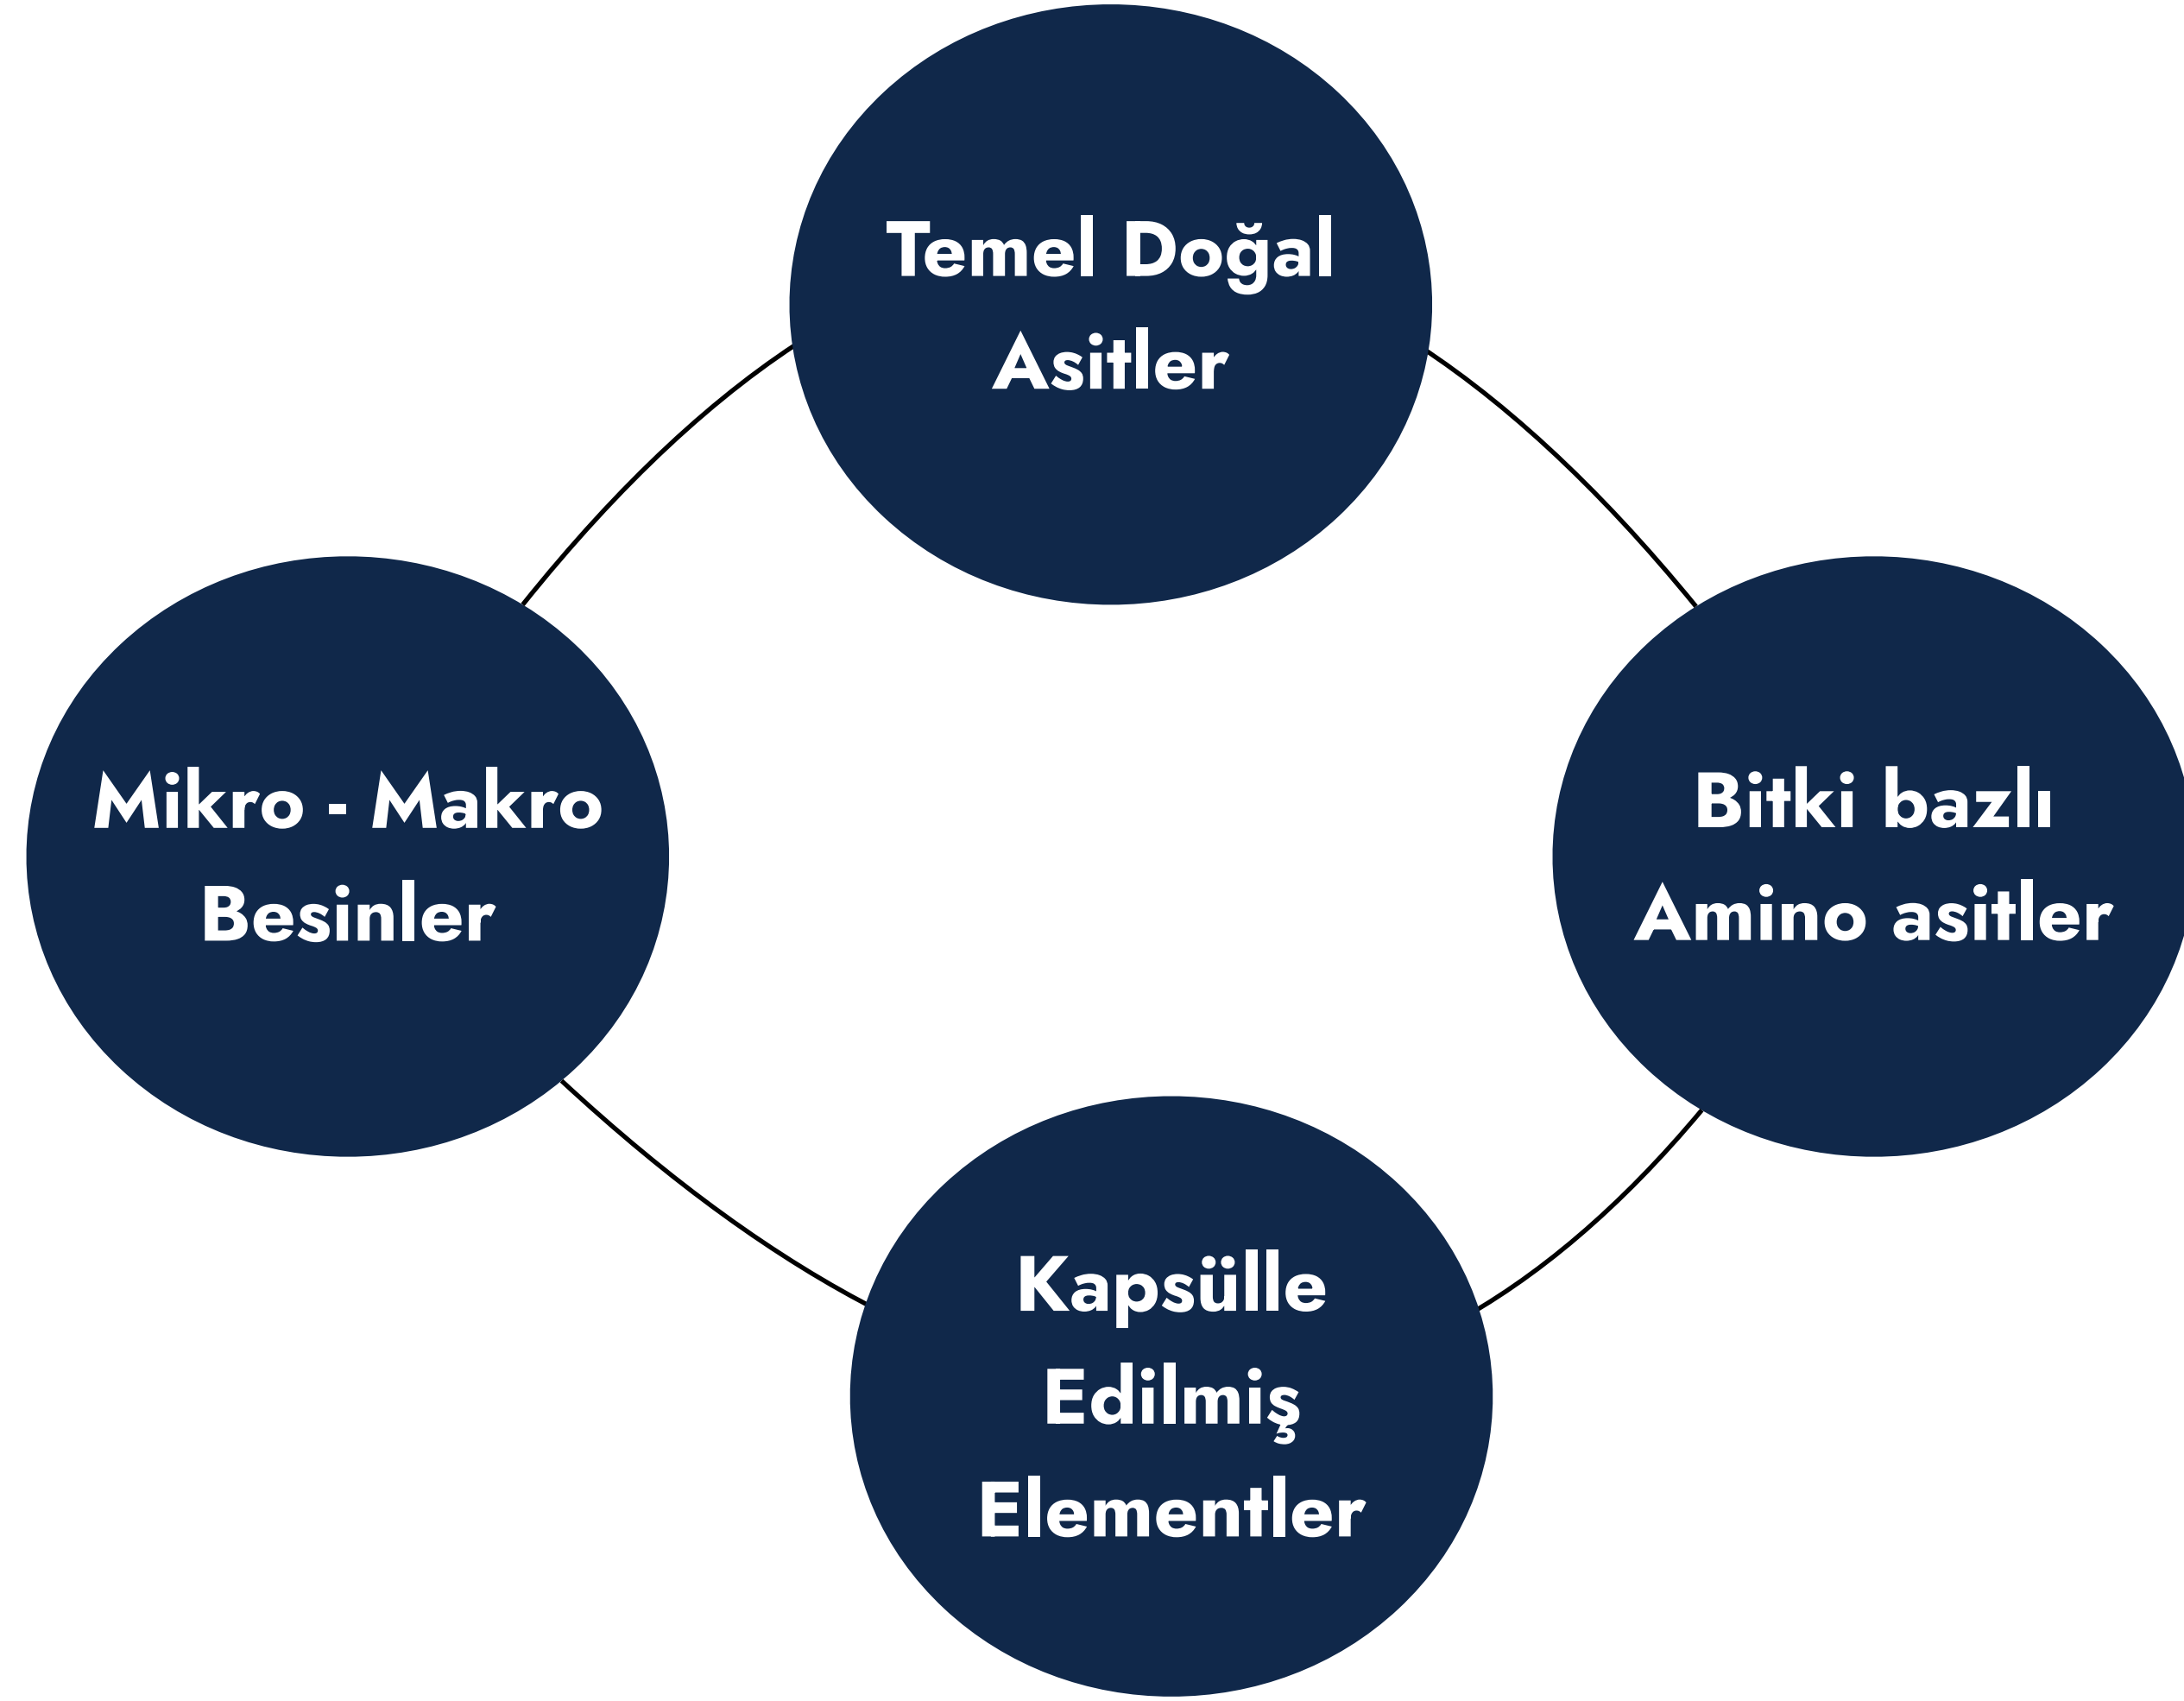 Temel Doğal
Asitler
Mikro - Makro
Besinler
Bitki bazlı
Amino asitler
Kapsülle
Edilmiş
Elementler